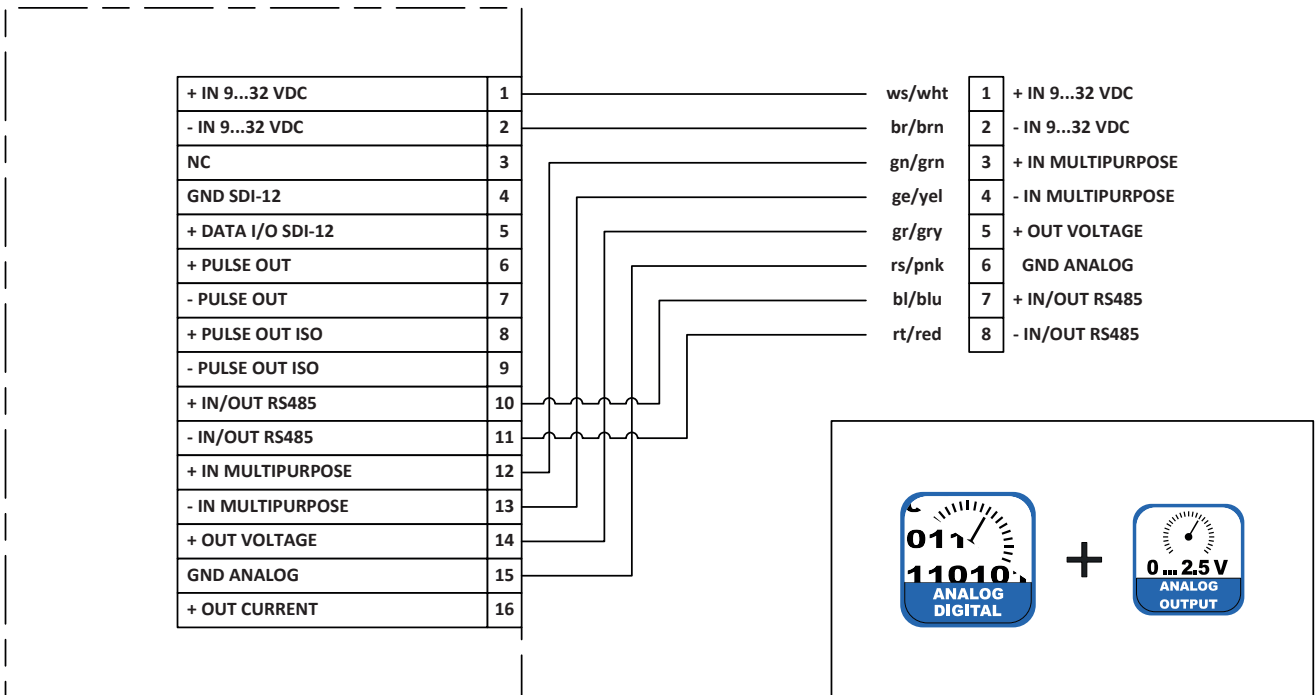 + IN 9...32 VDC 1
- IN 9...32 VDC 2
NC 3
GND SDI-12 4
+ DATA I/O SDI-12 5
+ PULSE OUT 6
- PULSE OUT 7
+ PULSE OUT ISO 8
- PULSE OUT ISO 9
+ IN/OUT RS485 10
- IN/OUT RS485 11
+ IN MULTIPURPOSE 12
- IN MULTIPURPOSE 13
+ OUT VOLTAGE 14
GND ANALOG 15
+ OUT CURRENT 16
ws/wht 1 + IN 9...32 VDC
br/brn 2 - IN 9...32 VDC
gn/grn 3 + IN MULTIPURPOSE
ge/yel 4 - IN MULTIPURPOSE
gr/gry 5 + OUT VOLTAGE
rs/pnk 6 GND ANALOG
bl/blu 7 + IN/OUT RS485
rt/red 8 - IN/OUT RS485
011
11010
ANALOG
DIGITAL
+
0 ... 2.5 V
ANALOG
OUTPUT